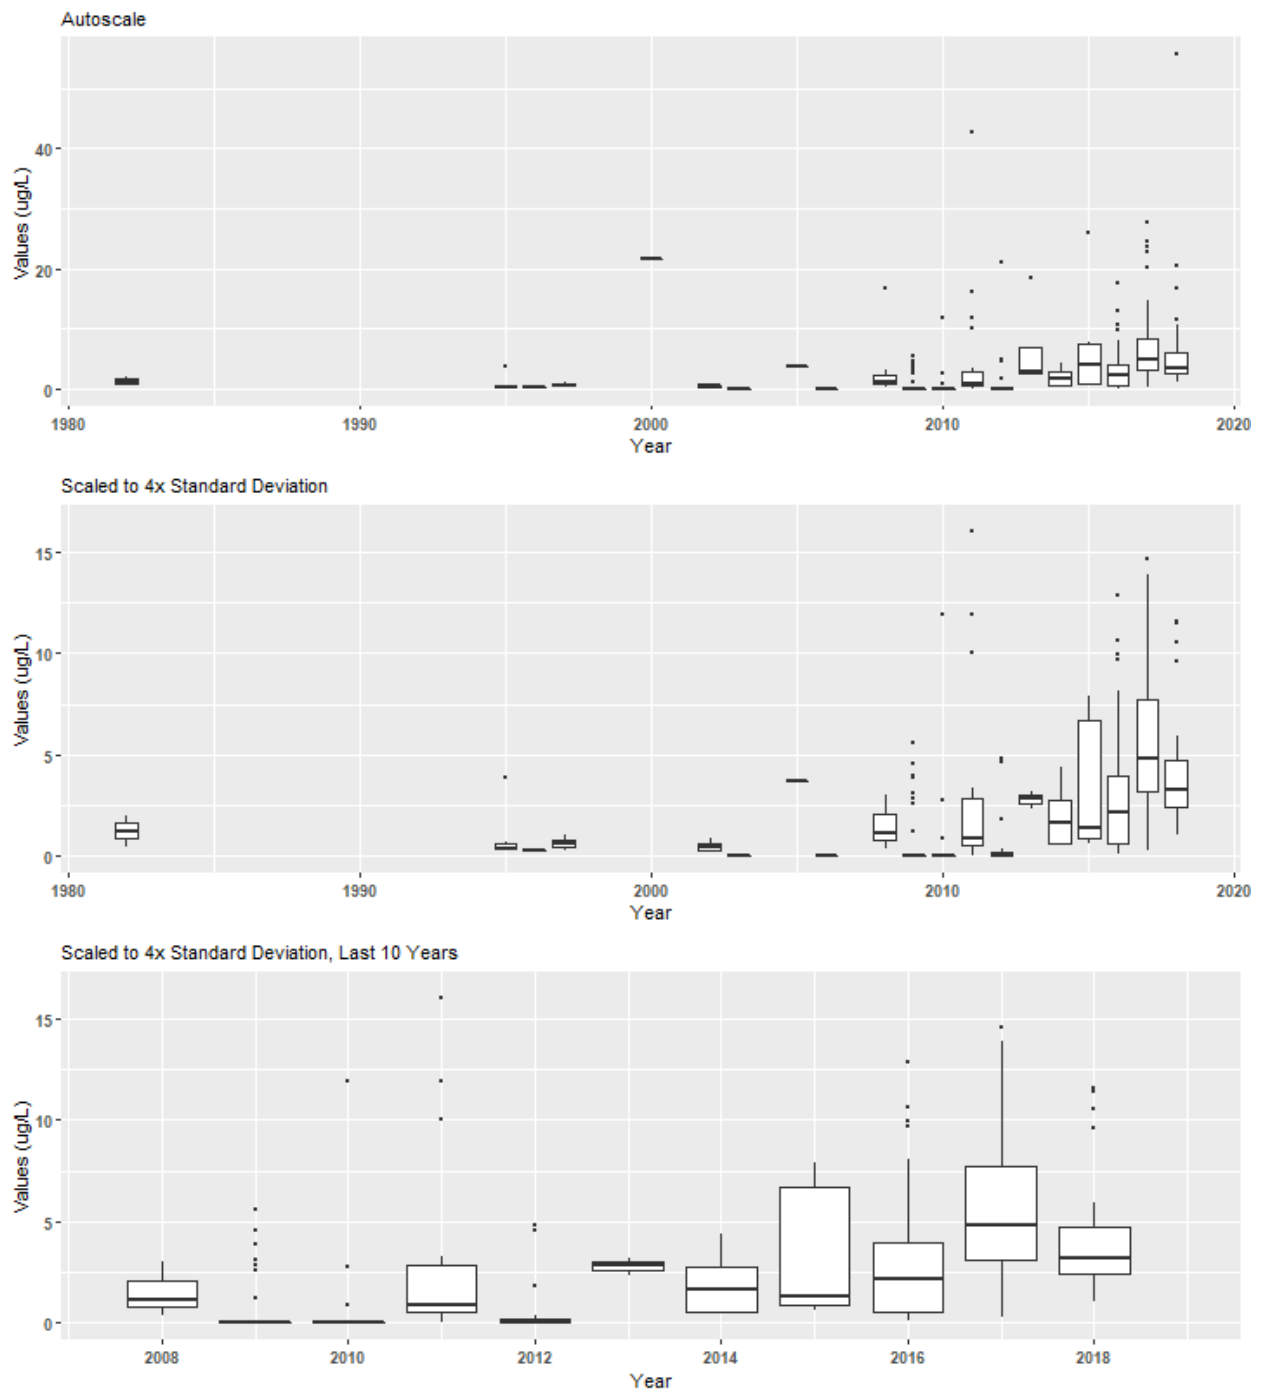 Autoscale
Values (ug/L)
40
20
0
1980 1990 2000 2010 2020
Year
Scaled to 4x Standard Deviation
Values (ug/L)
15
10
5
0
1980 1990 2000 2010 2020
Year
Scaled to 4x Standard Deviation, Last 10 Years
Values (ug/L)
15
10
5
0
2008 2010 2012 2014 2016 2018
Year